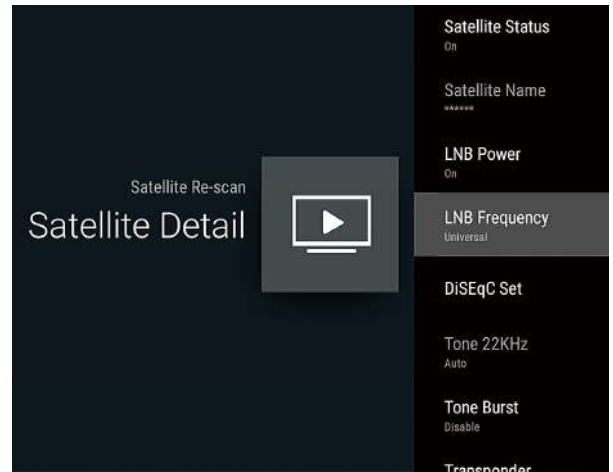 Satellite Re-scan
Satellite Detail
Satellite Status
On
Satellite Name
******
LNB Power
On
LNB Frequency
Universal
DiSEqC Set
Tone 22KHz
Auto
Tone Burst
Disable
Transponder